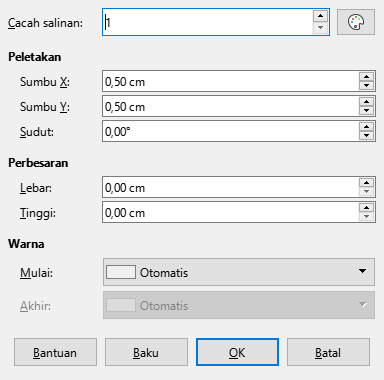 Cacah salinan: 1
Peletakan
Sumbu X: 0,50 cm
Sumbu Y: 0,50 cm
Sudut: 0,00°
Perbesaran
Lebar: 0,00 cm
Tinggi: 0,00 cm
Warna
Mulai: Otomatis
Akhir: Otomatis
Bantuan Baku OK Batal